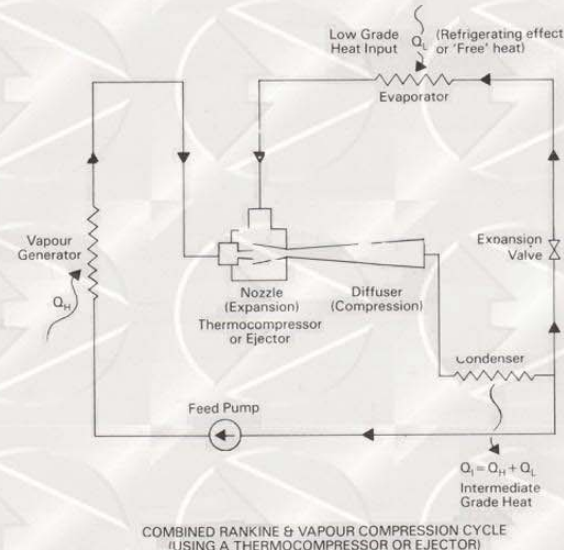 Low Grade
Heat Input
Q_L
(Refrigerating effect
or 'Free' heat)
Evaporator
Vapour
Generator
Q_H
Expansion
Valve
Nozzle
(Expansion)
Diffuser
(Compression)
Thermocompressor
or Ejector
Condenser
Feed Pump
Q_I = Q_H + Q_L
Intermediate
Grade Heat
COMBINED RANKINE & VAPOUR COMPRESSION CYCLE
(USING A THERMOCOMPRESSOR OR EJECTOR)